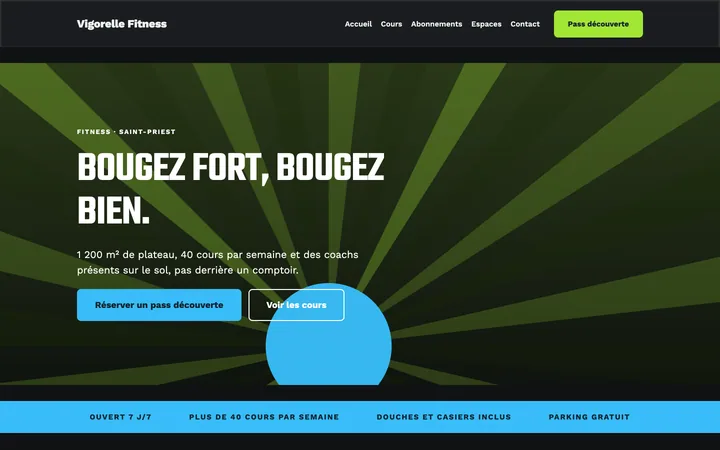 Vigorelle Fitness
Accueil Cours Abonnements Espaces Contact Pass découverte
FITNESS · SAINT-PRIEST
BOUGEZ FORT, BOUGEZ
BIEN.
1 200 m² de plateau, 40 cours par semaine et des coachs
présents sur le sol, pas derrière un comptoir.
Réserver un pass découverte Voir les cours
OUVERT 7 J/7 PLUS DE 40 COURS PAR SEMAINE DOUCHES ET CASIERS INCLUS PARKING GRATUIT